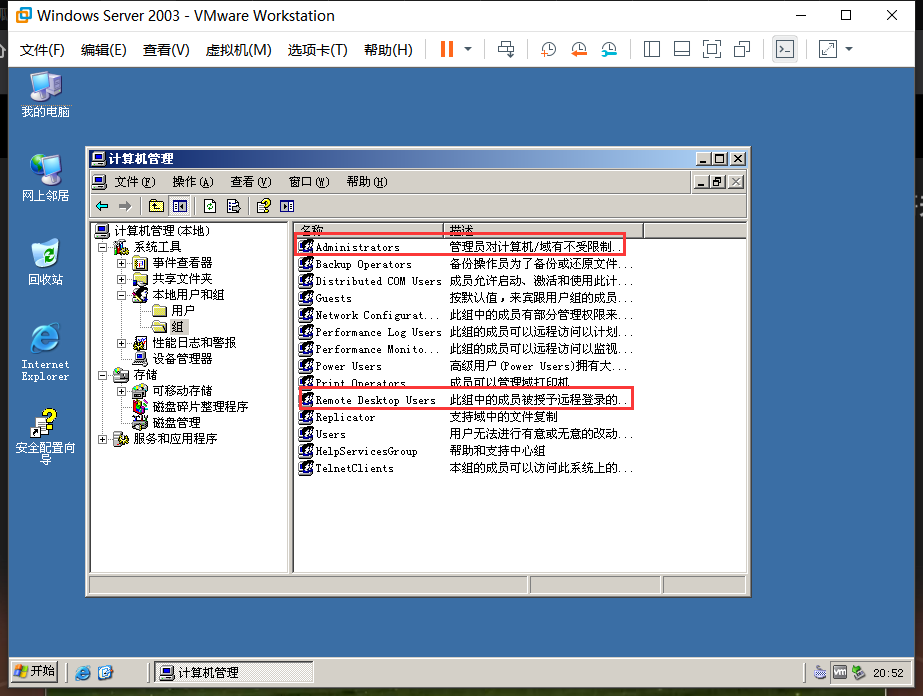 Windows Server 2003 - VMware Workstation
文件(F) 编辑(E) 查看(V) 虚拟机(M) 选项卡(T) 帮助(H)
我的电脑
网上邻居
回收站
Internet
Explorer
安全配置向
导
计算机管理
文件(F) 操作(A) 查看(V) 窗口(W) 帮助(H)
计算机管理(本地)
系统工具
事件查看器
共享文件夹
本地用户和组
用户
组
性能日志和警报
设备管理器
存储
可移动存储
磁盘碎片整理程序
磁盘管理
服务和应用程序
名称 描述
Administrators 管理员对计算机/域有不受限制...
Backup Operators 备份操作员为了备份或还原文件...
Distributed COM Users 成员允许启动、激活和使用此计...
Guests 按默认值，来宾跟用户组的成员...
Network Configurat... 此组中的成员有部分管理权限来...
Performance Log Users 此组的成员可以远程访问以计划...
Performance Monito... 此组的成员可以远程访问以监视...
Power Users 高级用户(Power Users)拥有大...
Print Operators 成员可以管理域打印机
Remote Desktop Users 此组中的成员被授予远程登录的...
Replicator 支持域中的文件复制
Users 用户无法进行有意或无意的改动...
HelpServicesGroup 帮助和支持中心组
TelnetClients 本组的成员可以访问此系统上的...
开始 计算机管理 20:52